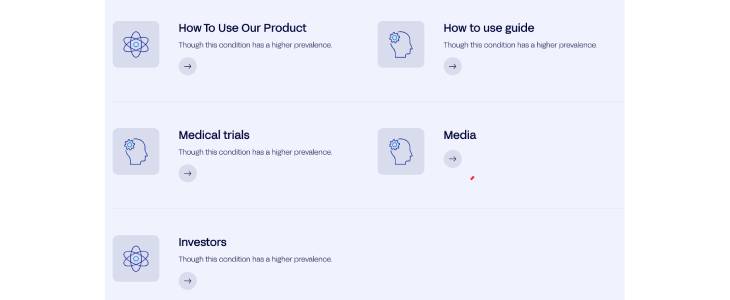 How To Use Our Product
Though this condition has a higher prevalence.
How to use guide
Though this condition has a higher prevalence.
Medical trials
Though this condition has a higher prevalence.
Media
Investors
Though this condition has a higher prevalence.